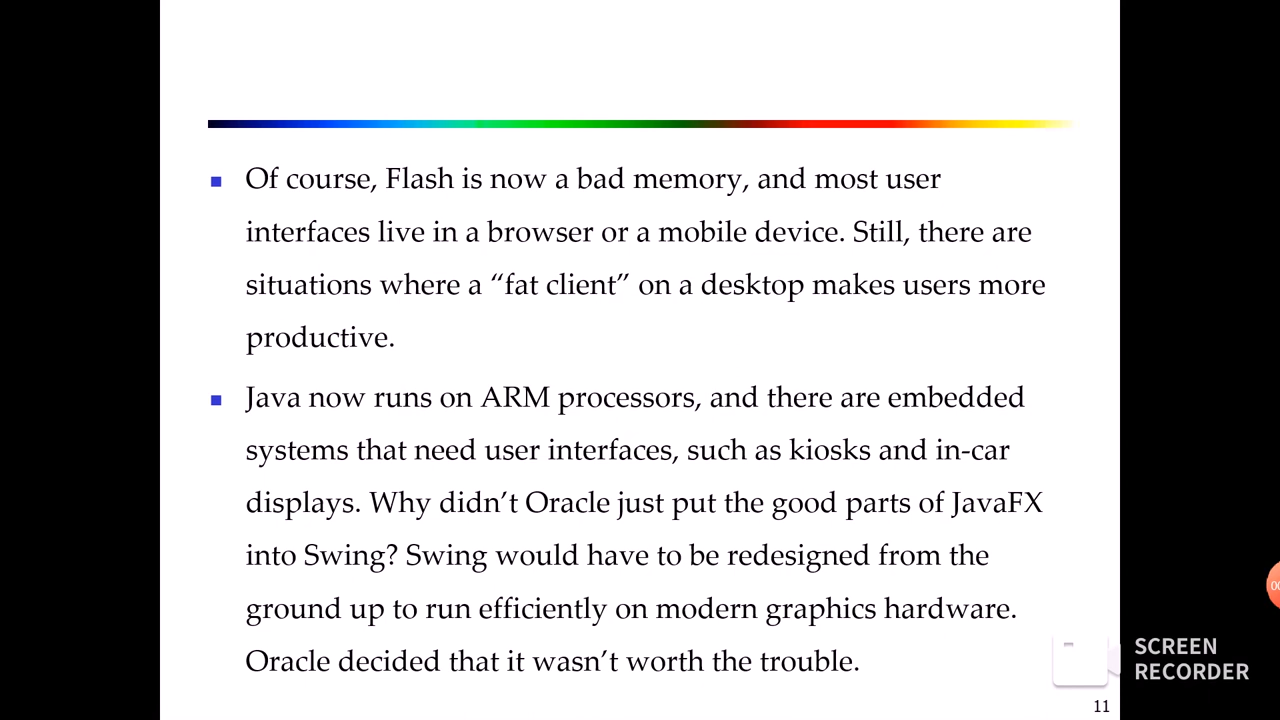 Of course, Flash is now a bad memory, and most user
interfaces live in a browser or a mobile device. Still, there are
situations where a “fat client” on a desktop makes users more
productive.
Java now runs on ARM processors, and there are embedded
systems that need user interfaces, such as kiosks and in-car
displays. Why didn’t Oracle just put the good parts of JavaFX
into Swing? Swing would have to be redesigned from the
ground up to run efficiently on modern graphics hardware.
Oracle decided that it wasn’t worth the trouble.
SCREEN
RECORDER
11